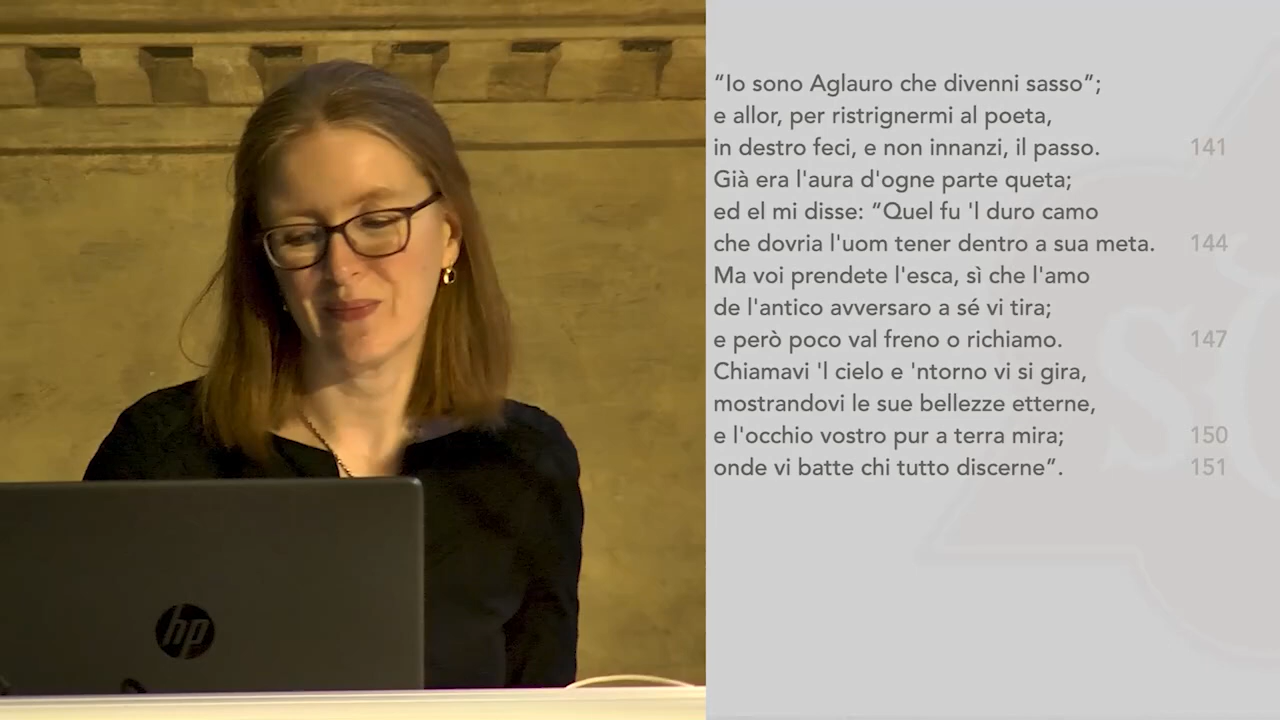 “Io sono Aglauro che divenni sasso”;
e allor, per ristrignermi al poeta,
in destro feci, e non innanzi, il passo. 141
Già era l'aura d'ogne parte queta;
ed el mi disse: “Quel fu 'l duro camo
che dovria l'uom tener dentro a sua meta. 144
Ma voi prendete l'esca, sì che l'amo
de l'antico avversaro a sé vi tira;
e però poco val freno o richiamo. 147
Chiamavi 'l cielo e 'ntorno vi si gira,
mostrandovi le sue bellezze etterne,
e l'occhio vostro pur a terra mira; 150
onde vi batte chi tutto discerne”. 151
hp